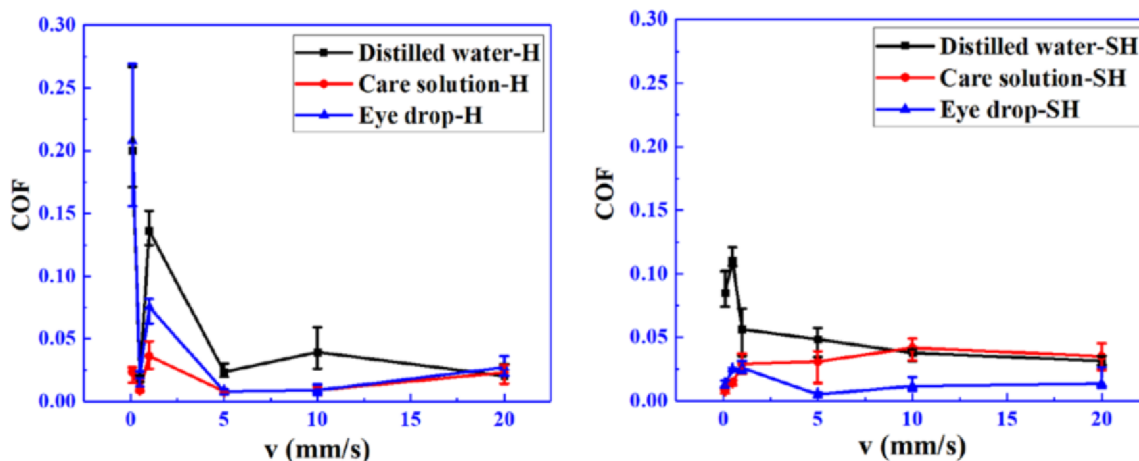 0.30
0.25
0.20
0.15
0.10
0.05
0.00
COF
0
5
10
15
20
v (mm/s)
Distilled water-H
Care solution-H
Eye drop-H
0.30
0.25
0.20
0.15
0.10
0.05
0.00
COF
0
5
10
15
20
v (mm/s)
Distilled water-SH
Care solution-SH
Eye drop-SH